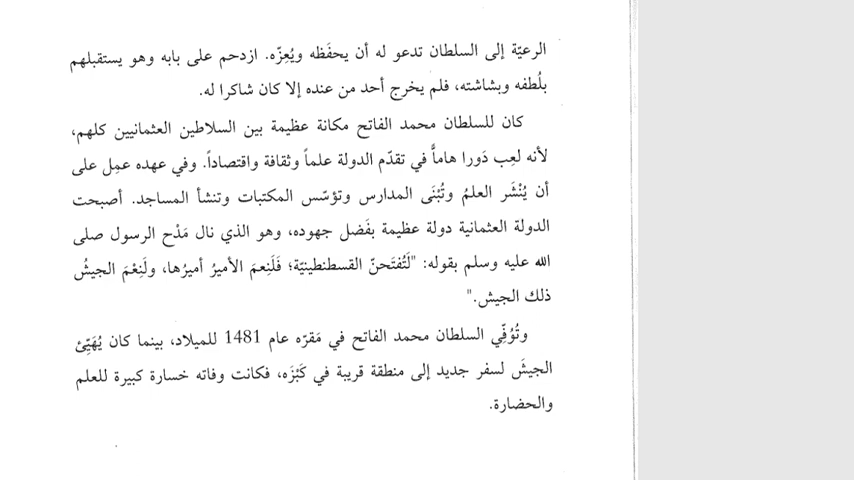 الرعيّة إلى السلطان تدعو له أن يحفَظه ويُعِزّه. ازدحم على بابه وهو يستقبلهم
بلُطفه وبشاشته، فلم يخرج أحد من عنده إلا كان شاكرا له.
كان للسلطان محمد الفاتح مكانة عظيمة بين السلاطين العثمانيين كلهم،
لأنه لعِب دَورا هاماًّ في تقدّم الدولة علماً وثقافة واقتصاداً. وفي عهده عمِل على
أن يُنْشَر العلمُ وتُبْنَى المدارس وتؤسّس المكتبات وتنشأ المساجد. أصبحت
الدولة العثمانية دولة عظيمة بفَضل جهوده، وهو الذي نال مَدْح الرسول صلى
الله عليه وسلم بقوله: "لَتُفتَحنّ القسطنطينيّة؛ فَلَنِعمَ الأميرُ أميرُها، ولَنِعْمَ الجيشُ
ذلك الجيش."
وتُوُفِّي السلطان محمد الفاتح في مَقرّه عام 1481 للميلاد، بينما كان يُهَيِّئ
الجيشَ لسفر جديد إلى منطقة قريبة في كَبْزَه، فكانت وفاته خسارة كبيرة للعلم
والحضارة.